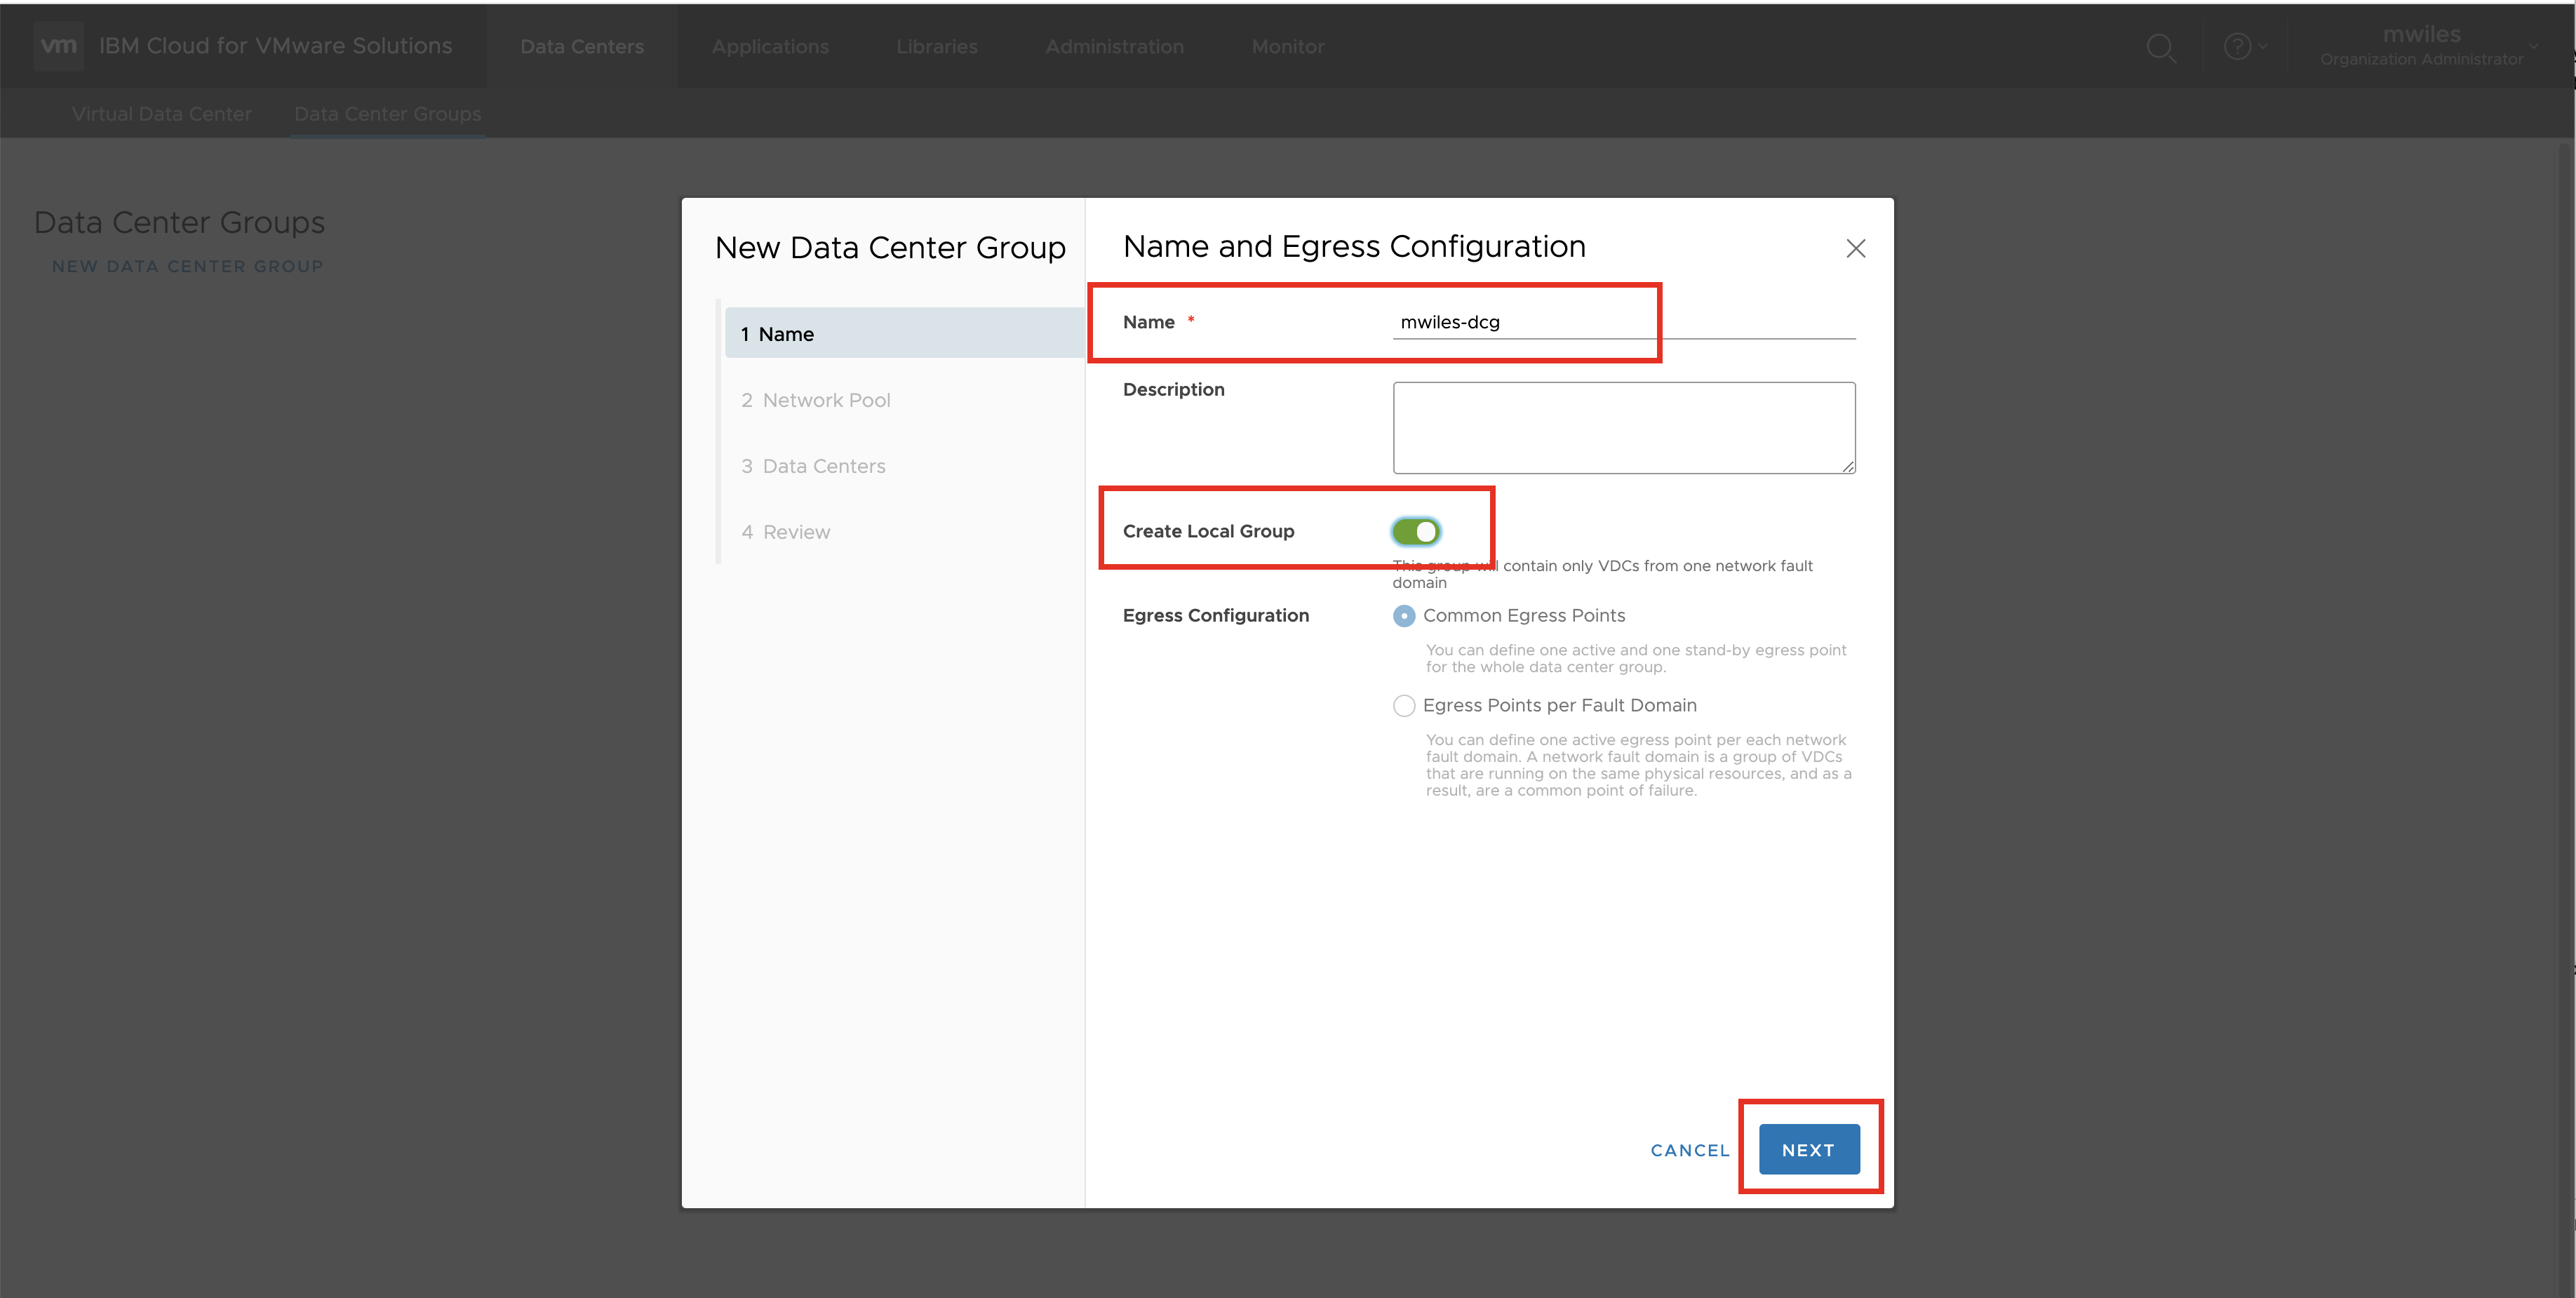 vm IBM Cloud for VMware Solutions Data Centers Applications Libraries Administration Monitor mwiles
Organization Administrator
Virtual Data Center Data Center Groups
Data Center Groups
NEW DATA CENTER GROUP
New Data Center Group
1 Name
2 Network Pool
3 Data Centers
4 Review
Name and Egress Configuration
Name * mwiles-dcg
Description
Create Local Group
This group will contain only VDCs from one network fault
domain
Egress Configuration Common Egress Points
You can define one active and one stand-by egress point
for the whole data center group.
Egress Points per Fault Domain
You can define one active egress point per each network
fault domain. A network fault domain is a group of VDCs
that are running on the same physical resources, and as a
result, are a common point of failure.
CANCEL NEXT